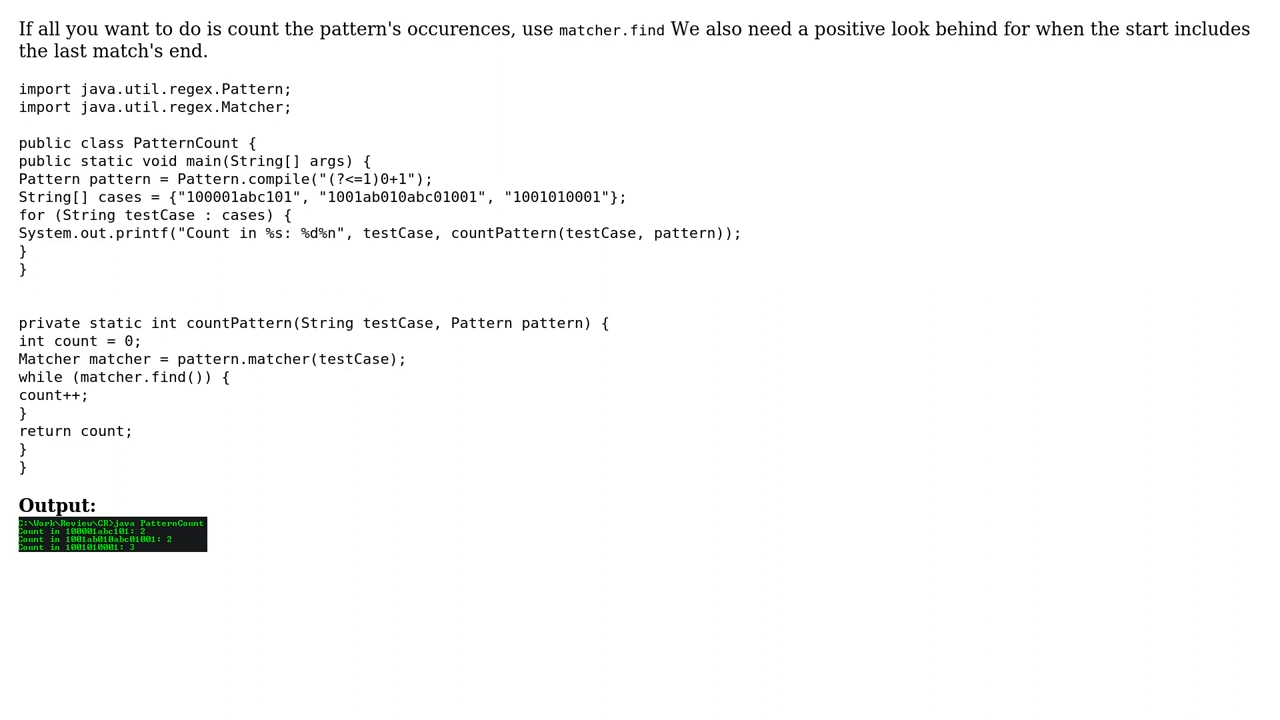 If all you want to do is count the pattern's occurences, use matcher.find We also need a positive look behind for when the start includes
the last match's end.
import java.util.regex.Pattern;
import java.util.regex.Matcher;
public class PatternCount {
public static void main(String[] args) {
Pattern pattern = Pattern.compile("(?<=1)0+1");
String[] cases = {"100001abc101", "1001ab010abc01001", "1001010001"};
for (String testCase : cases) {
System.out.printf("Count in %s: %d%n", testCase, countPattern(testCase, pattern));
}
}
private static int countPattern(String testCase, Pattern pattern) {
int count = 0;
Matcher matcher = pattern.matcher(testCase);
while (matcher.find()) {
count++;
}
return count;
}
}
Output:
C:\Work\Review\CR>java PatternCount
Count in 100001abc101: 2
Count in 1001ab010abc01001: 2
Count in 1001010001: 3